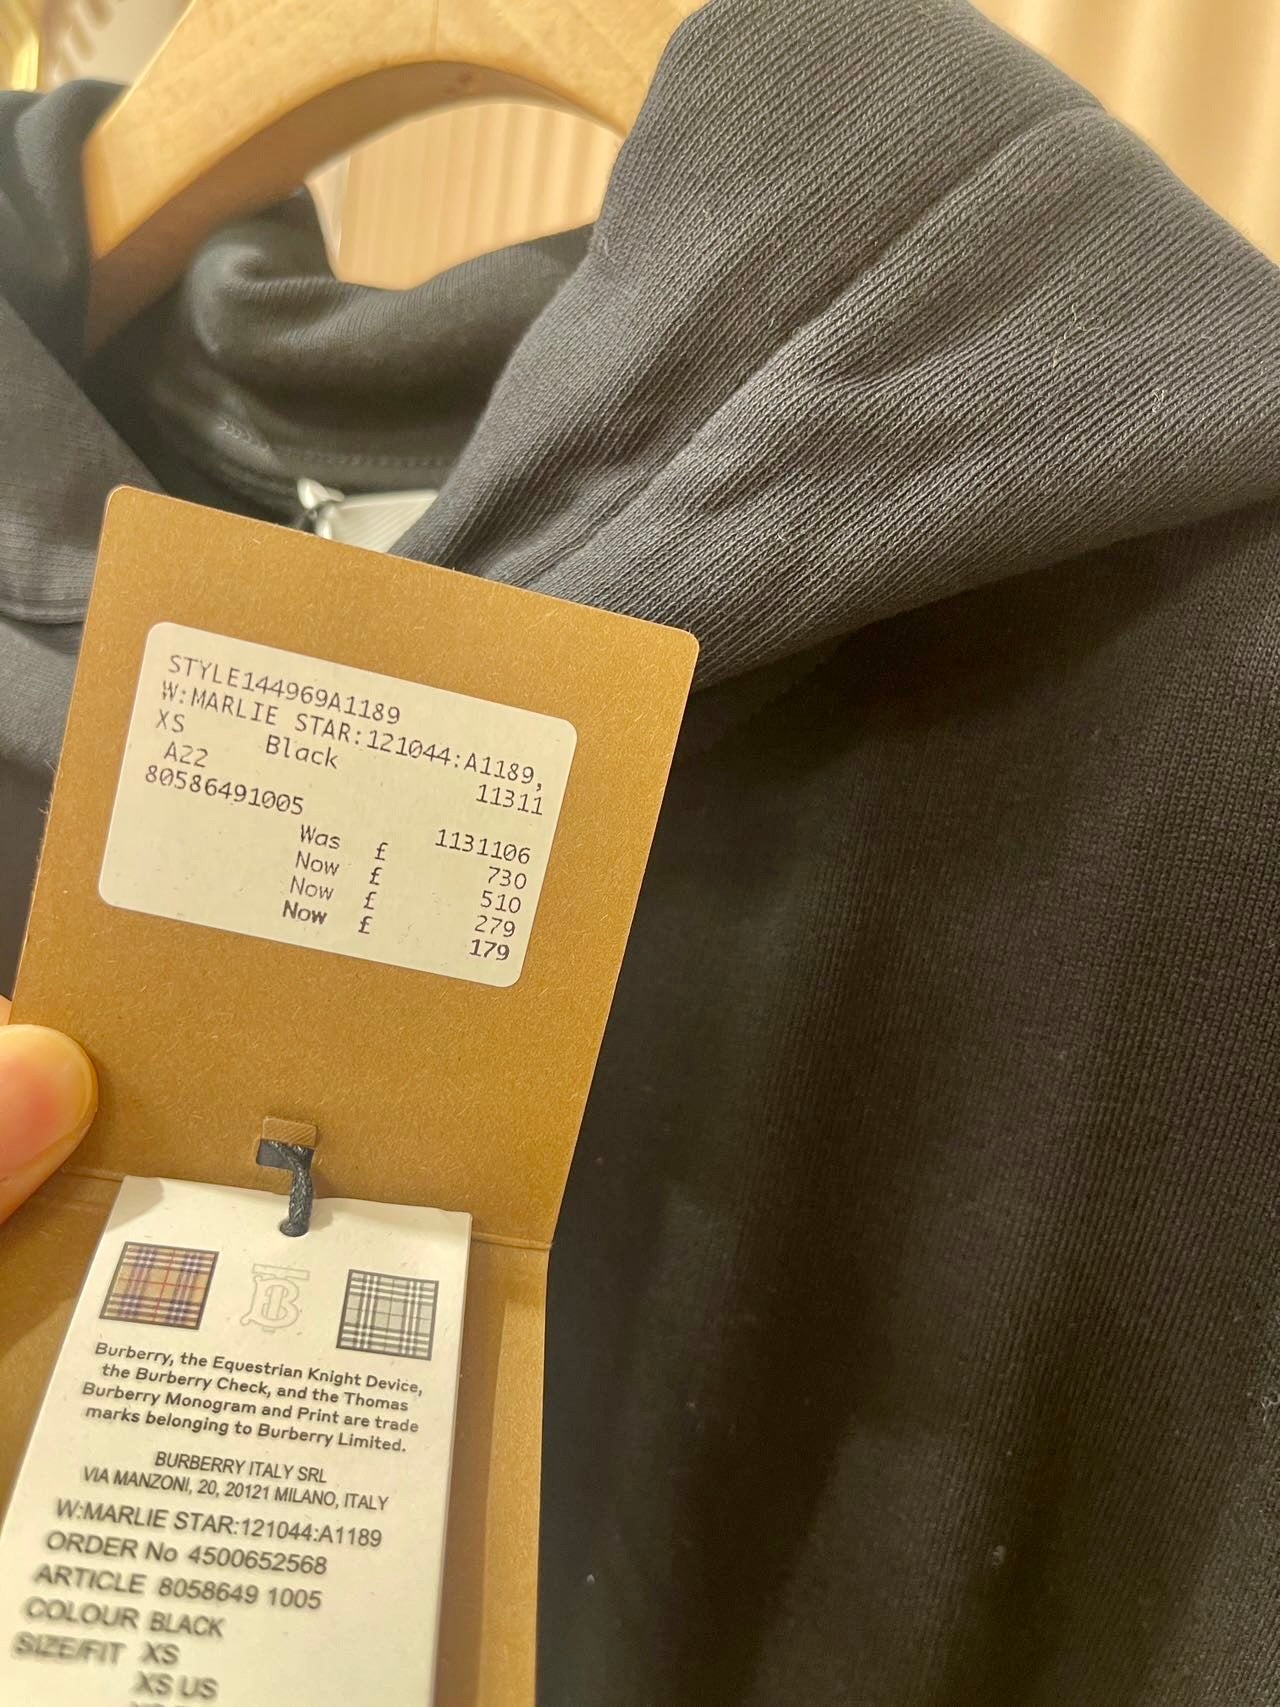 STYLE144969A1189
W:MARLIE STAR:121044:A1189,
XS Black 11311
A22
80586491005 1131106
Was £ 730
Now £ 510
Now £ 279
Now £ 179
B
Burberry, the Equestrian Knight Device,
the Burberry Check, and the Thomas
Burberry Monogram and Print are trade
marks belonging to Burberry Limited.
BURBERRY ITALY SRL
VIA MANZONI, 20, 20121 MILANO, ITALY
W:MARLIE STAR:121044:A1189
ORDER No 4500652568
ARTICLE 8058649 1005
COLOUR BLACK
SIZE/FIT XS
XS US